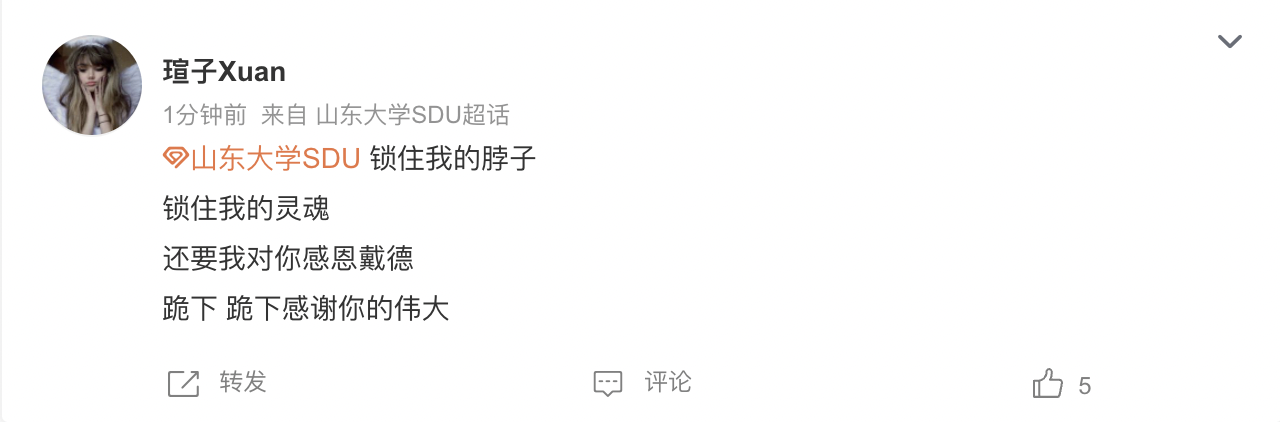 瑄子Xuan
1分钟前 来自 山东大学SDU超话
山东大学SDU 锁住我的脖子
锁住我的灵魂
还要我对你感恩戴德
跪下 跪下感谢你的伟大
转发 评论 5